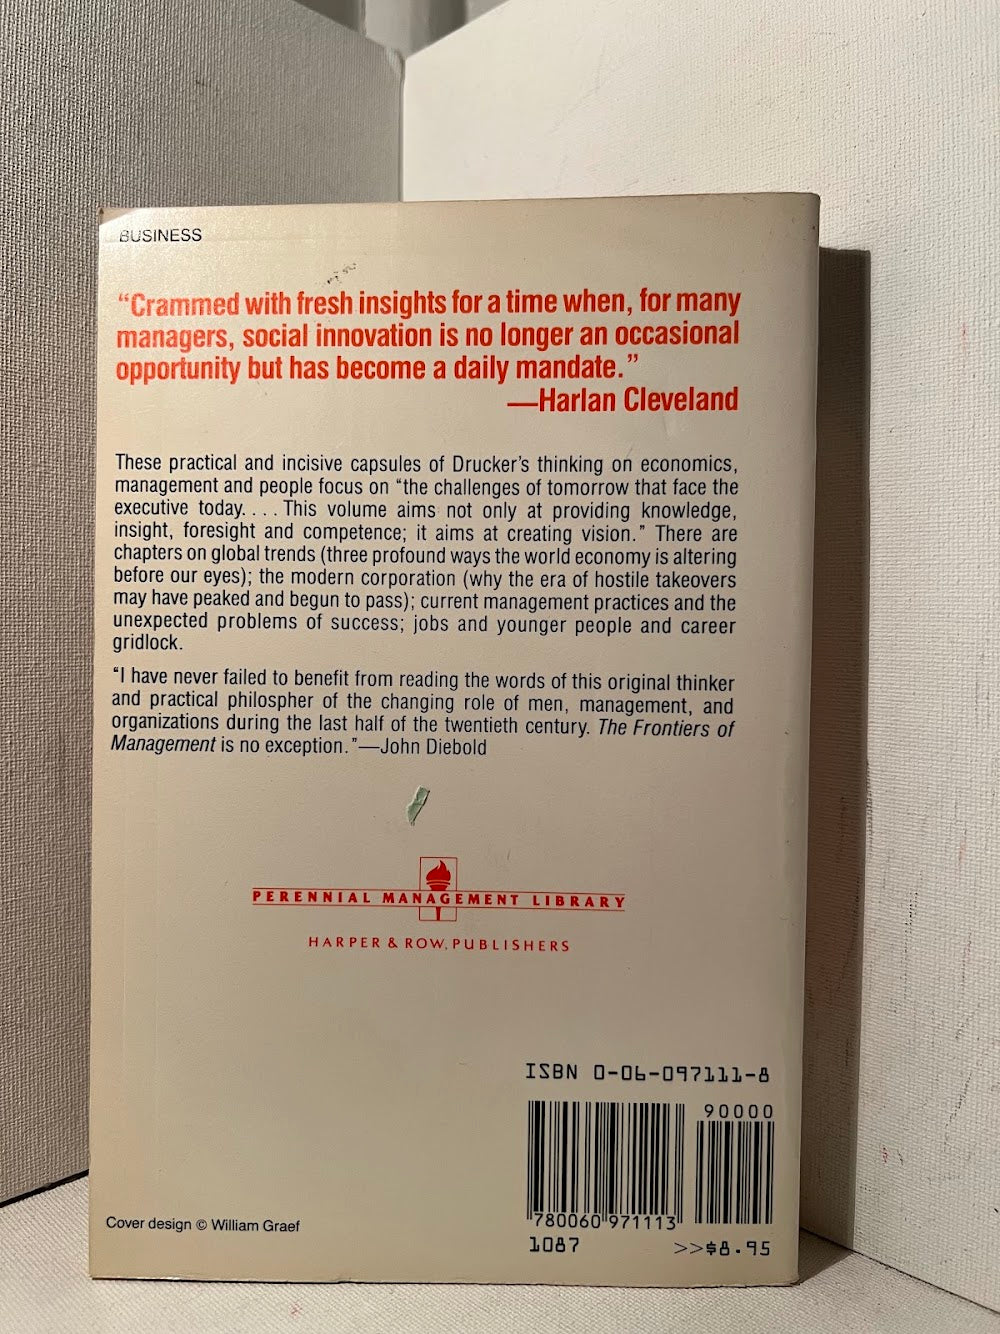 BUSINESS
“Crammed with fresh insights for a time when, for many
managers, social innovation is no longer an occasional
opportunity but has become a daily mandate.”
—Harlan Cleveland
These practical and incisive capsules of Drucker’s thinking on economics,
management and people focus on “the challenges of tomorrow that face the
executive today. . . . This volume aims not only at providing knowledge,
insight, foresight and competence; it aims at creating vision.” There are
chapters on global trends (three profound ways the world economy is altering
before our eyes); the modern corporation (why the era of hostile takeovers
may have peaked and begun to pass); current management practices and the
unexpected problems of success; jobs and younger people and career
gridlock.
“I have never failed to benefit from reading the words of this original thinker
and practical philospher of the changing role of men, management, and
organizations during the last half of the twentieth century. The Frontiers of
Management is no exception.”—John Diebold
PERENNIAL MANAGEMENT LIBRARY
HARPER & ROW, PUBLISHERS
ISBN 0-06-097111-8
90000
780060 971113
1087 >>$8.95
Cover design © William Graef